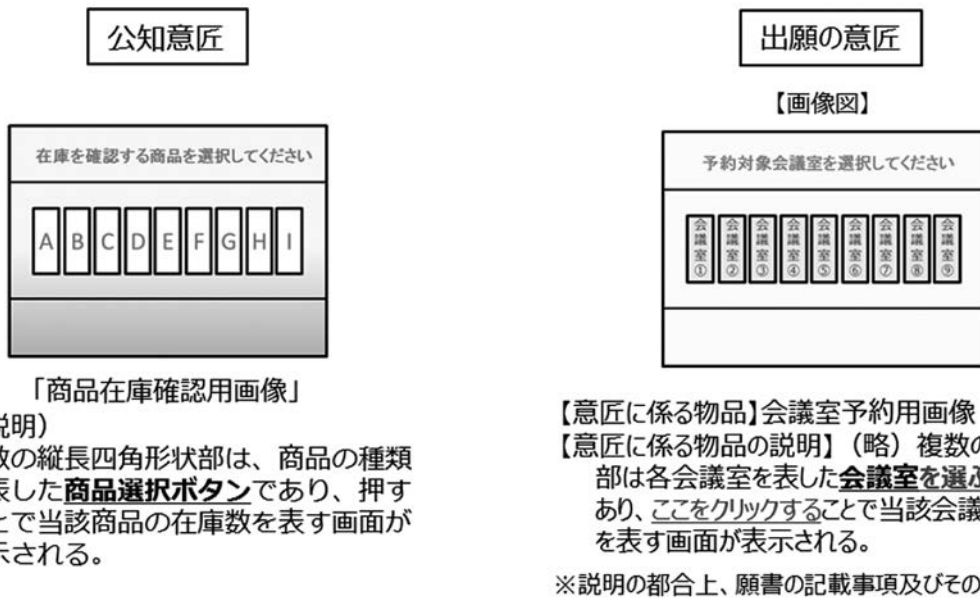 公知意匠
在庫を確認する商品を選択してください
A B C D E F G H I
「商品在庫確認用画像」
説明）
数の縦長四角形状部は、商品の種類
表した商品選択ボタンであり、押す
とで当該商品の在庫数を表す画面が
示される。
出願の意匠
【画像図】
予約対象会議室を選択してください
会議室① 会議室② 会議室③ 会議室④ 会議室⑤ 会議室⑥ 会議室⑦ 会議室⑧ 会議室⑨
【意匠に係る物品】会議室予約用画像
【意匠に係る物品の説明】（略）複数の
部は各会議室を表した会議室を選ぶ
あり、ここをクリックすることで当該会議
を表す画面が表示される。
※説明の都合上、願書の記載事項及びその